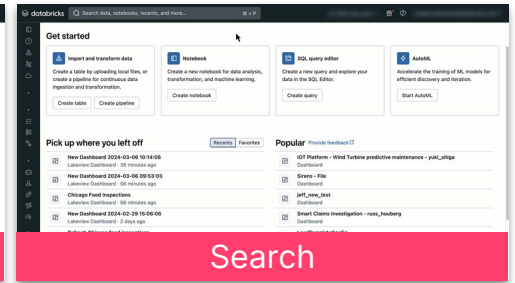 databricks
Search data, notebooks, recents, and more...
⌘ + P
Get started
Import and transform data
Create a table by uploading local files, or
create a pipeline for continuous data
ingestion and transformation.
Create table
Create pipeline
Notebook
Create a new notebook for data analysis,
transformation, and machine learning.
Create notebook
SQL query editor
Create a new query and explore your
data in the SQL Editor.
Create query
AutoML
Accelerate the training of ML models for
efficient discovery and iteration.
Start AutoML
Pick up where you left off
Recents
Favorites
New Dashboard 2024-03-06 10:14:06
Lakeview Dashboard · 35 minutes ago
New Dashboard 2024-03-06 09:53:03
Lakeview Dashboard · 56 minutes ago
Chicago Food Inspections
Lakeview Dashboard · 56 minutes ago
New Dashboard 2024-02-29 15:06:06
Lakeview Dashboard · 2 days ago
Popular
Provide feedback
IOT Platform - Wind Turbine predictive maintenance - yuki_shiga
Dashboard
Sirens - File
Dashboard
jeff_new_test
Dashboard
Smart Claims Investigation - russ_houberg
Dashboard
Search